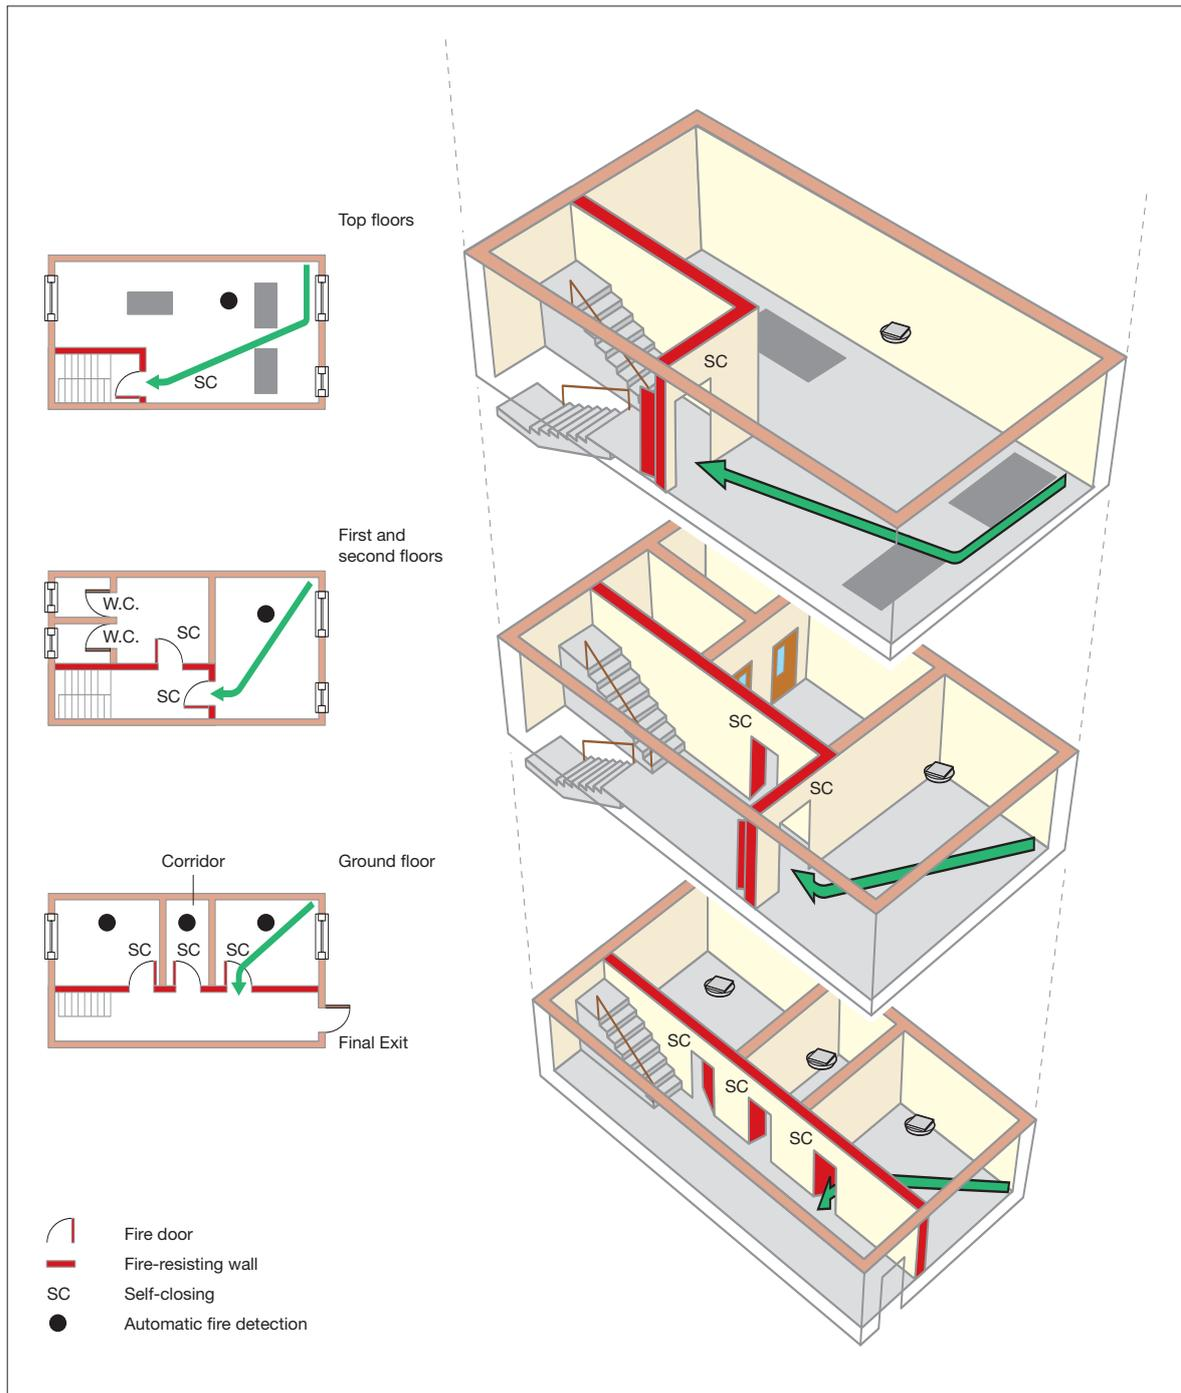 Top floors
SC
SC
First and
second floors
W.C.
W.C.
SC
SC
SC
SC
Corridor
Ground floor
SC
SC
SC
Final Exit
SC
SC
SC
Fire door
Fire-resisting wall
SC
Self-closing
Automatic fire detection